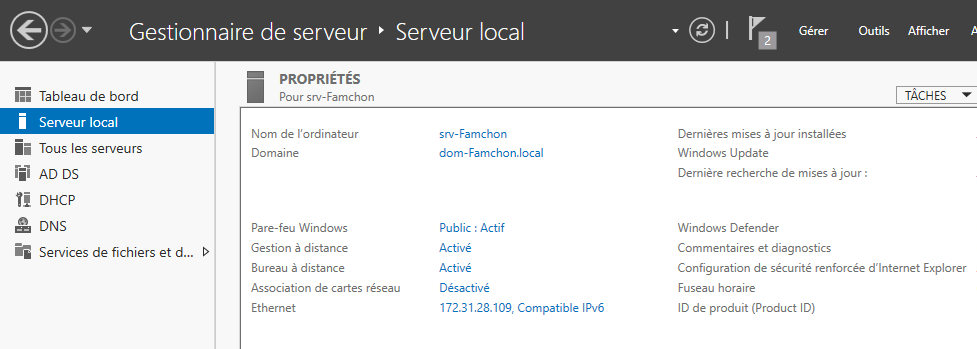 Gestionnaire de serveur ‣ Serveur local
2
Gérer Outils Afficher A
Tableau de bord
Serveur local
Tous les serveurs
AD DS
DHCP
DNS
Services de fichiers et d...
PROPRIÉTÉS
Pour srv-Famchon
TÂCHES
Nom de l'ordinateur srv-Famchon Dernières mises à jour installées
Domaine dom-Famchon.local Windows Update
Dernière recherche de mises à jour :
Pare-feu Windows Public : Actif Windows Defender
Gestion à distance Activé Commentaires et diagnostics
Bureau à distance Activé Configuration de sécurité renforcée d'Internet Explorer
Association de cartes réseau Désactivé Fuseau horaire
Ethernet 172.31.28.109, Compatible IPv6 ID de produit (Product ID)